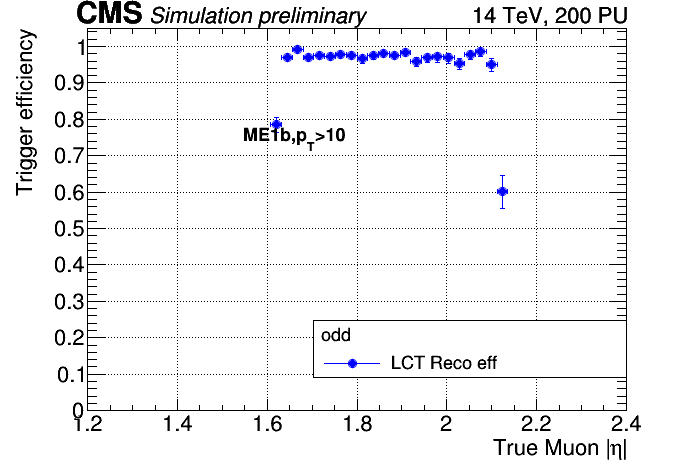 CMS Simulation preliminary 14 TeV, 200 PU
Trigger efficiency
1
0.9
0.8
0.7
0.6
0.5
0.4
0.3
0.2
0.1
0
ME1b,pT>10
odd
LCT Reco eff
1.2 1.4 1.6 1.8 2 2.2 2.4
True Muon |η|